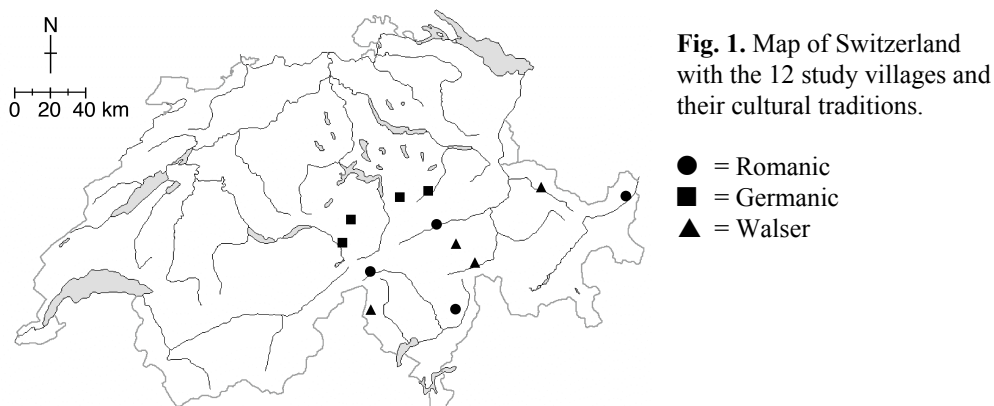 N
0 20 40 km
Fig. 1. Map of Switzerland
with the 12 study villages and
their cultural traditions.
= Romanic
= Germanic
= Walser